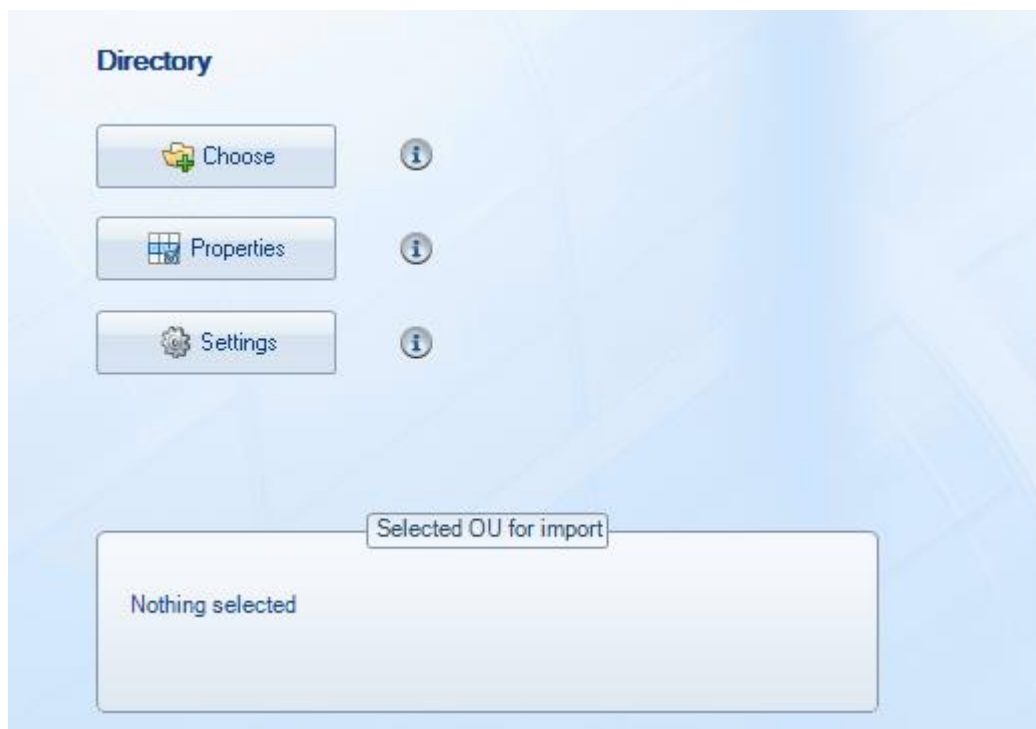 Directory
Choose
Properties
Settings
Selected OU for import
Nothing selected